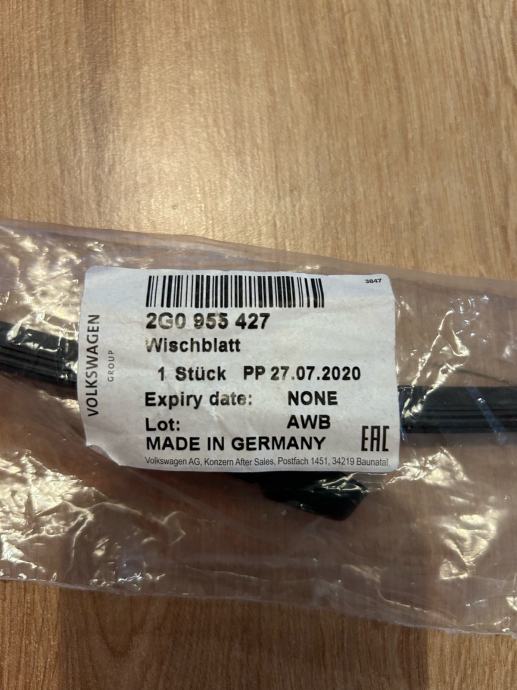 3847
2G0 955 427
Wischblatt
1 Stück PP 27.07.2020
Expiry date: NONE
Lot: AWB
MADE IN GERMANY
EAC
Volkswagen AG, Konzern After Sales, Postfach 1451, 34219 Baunatal
VOLKSWAGEN
GROUP